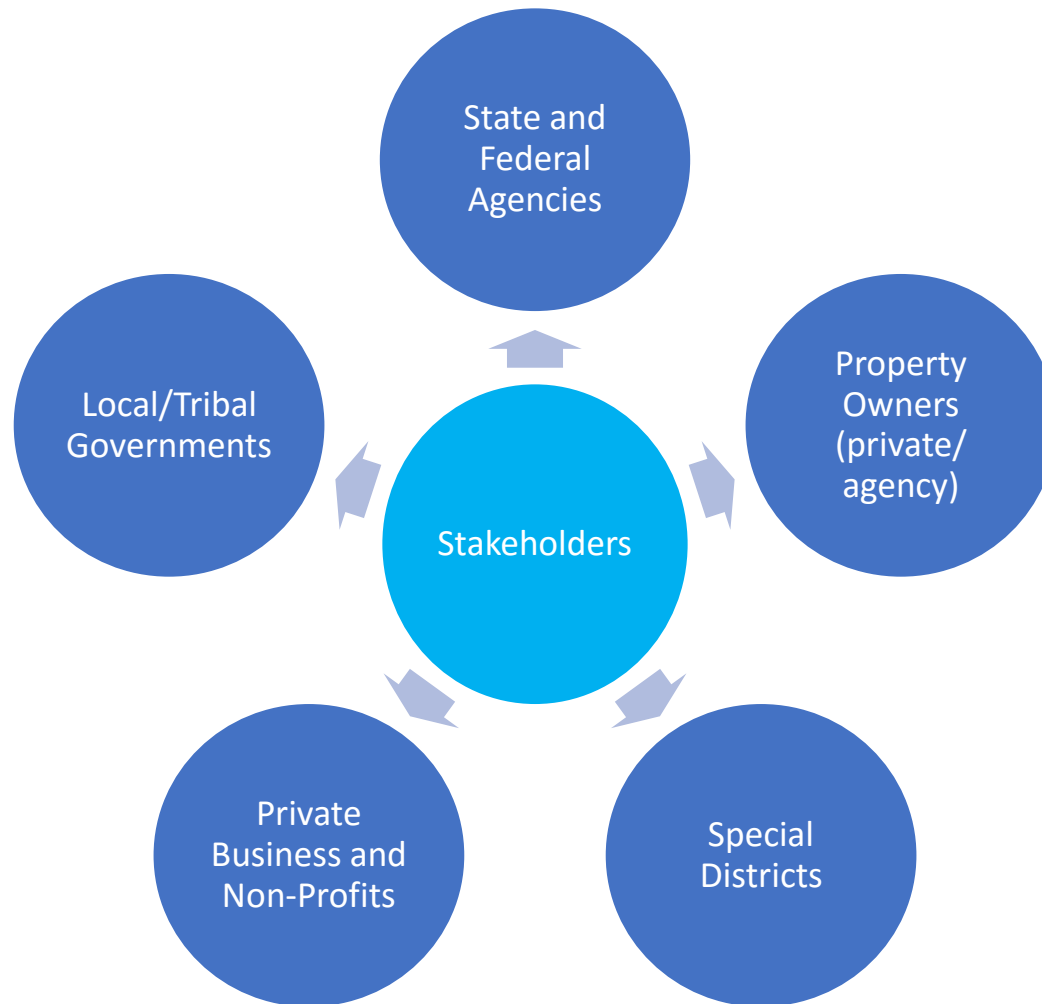 State and
Federal
Agencies
Property
Owners
(private/
agency)
Local/Tribal
Governments
Stakeholders
Private
Business and
Non-Profits
Special
Districts